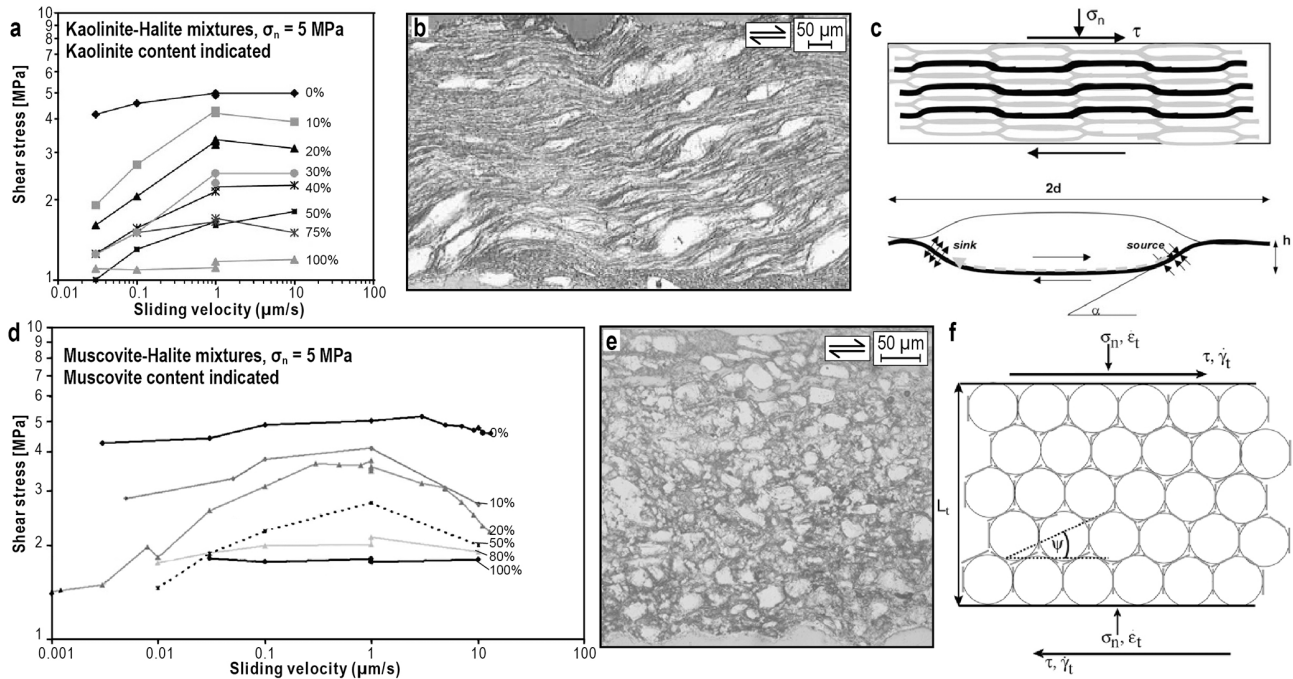 a
Kaolinite-Halite mixtures, σn = 5 MPa
Kaolinite content indicated
Shear stress [MPa]
10
9
8
7
6
5
4
3
2
1
0%
10%
20%
30%
40%
50%
75%
100%
0.01
0.1
1
10
100
Sliding velocity (µm/s)
b
50 µm
c
σn
τ
2d
sink
source
h
α
d
Muscovite-Halite mixtures, σn = 5 MPa
Muscovite content indicated
Shear stress [MPa]
10
9
8
7
6
5
4
3
2
1
0%
10%
20%
50%
80%
100%
0.001
0.01
0.1
1
10
Sliding velocity (µm/s)
e
50 µm
f
σn, ε̇t
τ, γ̇t
Lt
ψ
σn, ε̇t
τ, γ̇t